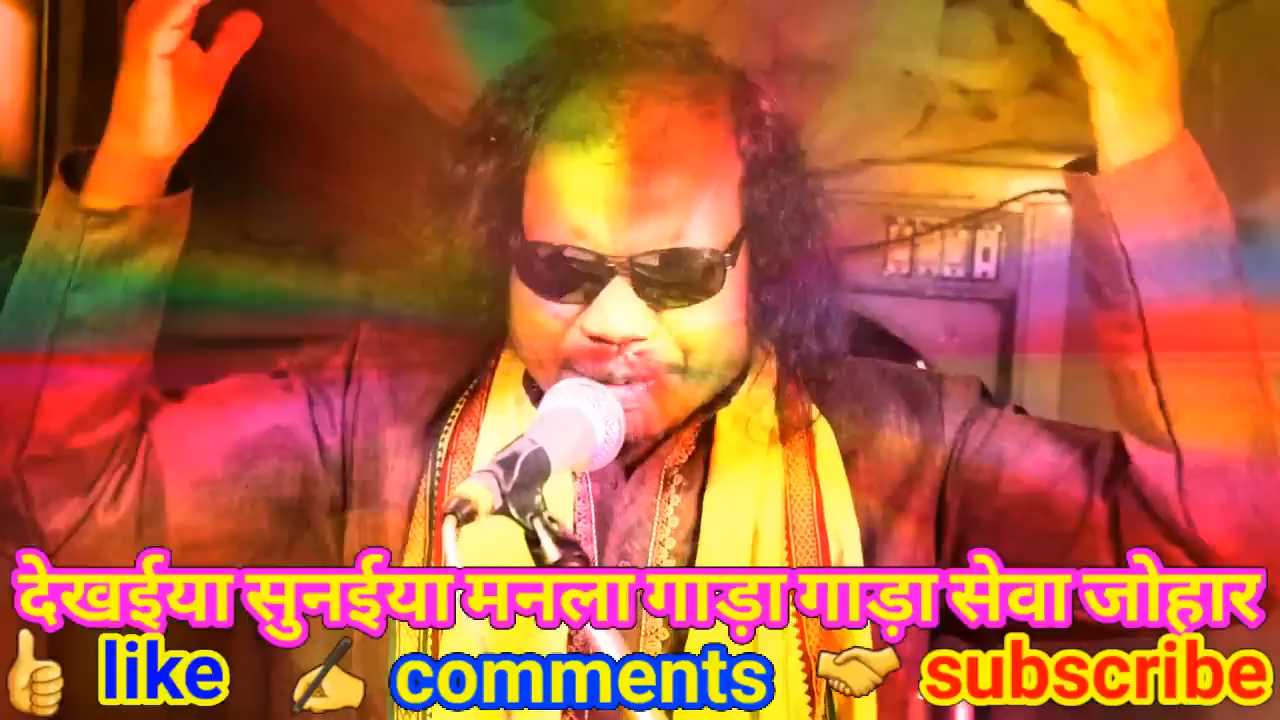 देखईया सुनईया मनला गाड़ा गाड़ा सेवा जोहार
like comments subscribe